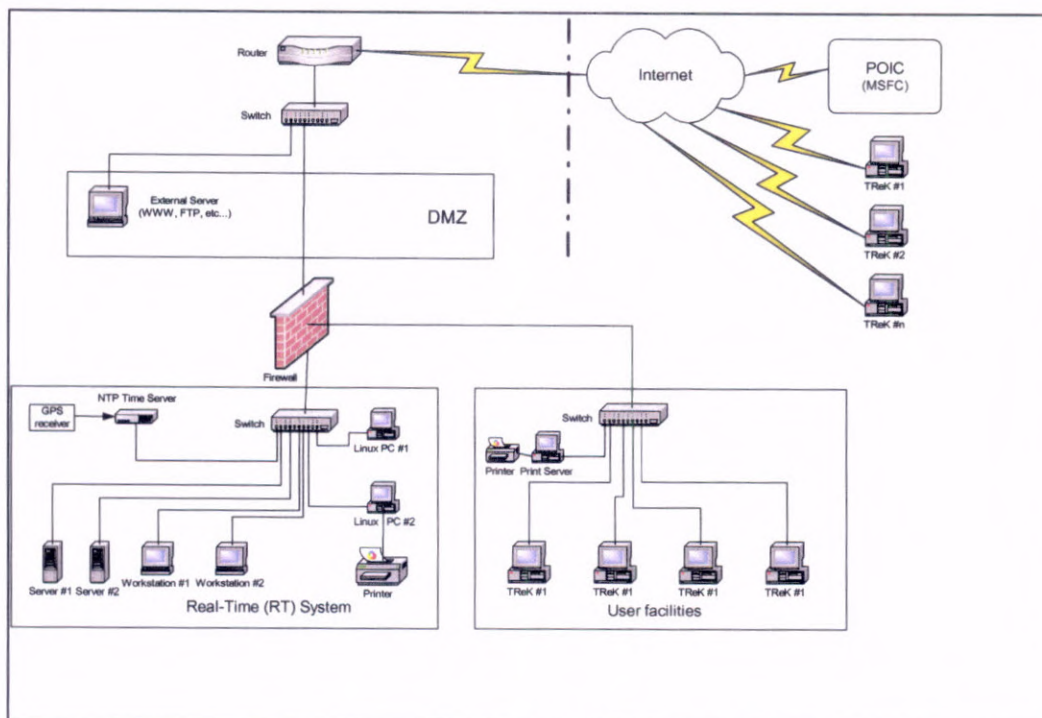 Router
Internet
POIC
(MSFC)
Switch
TReK #1
External Server
(WWW, FTP, etc...)
DMZ
TReK #2
TReK #n
Firewall
NTP Time Server
GPS
receiver
Switch
Linux PC #1
Linux PC #2
Server #1
Server #2
Workstation #1
Workstation #2
Printer
Real-Time (RT) System
Switch
Printer
Print Server
TReK #1
TReK #1
TReK #1
TReK #1
User facilities